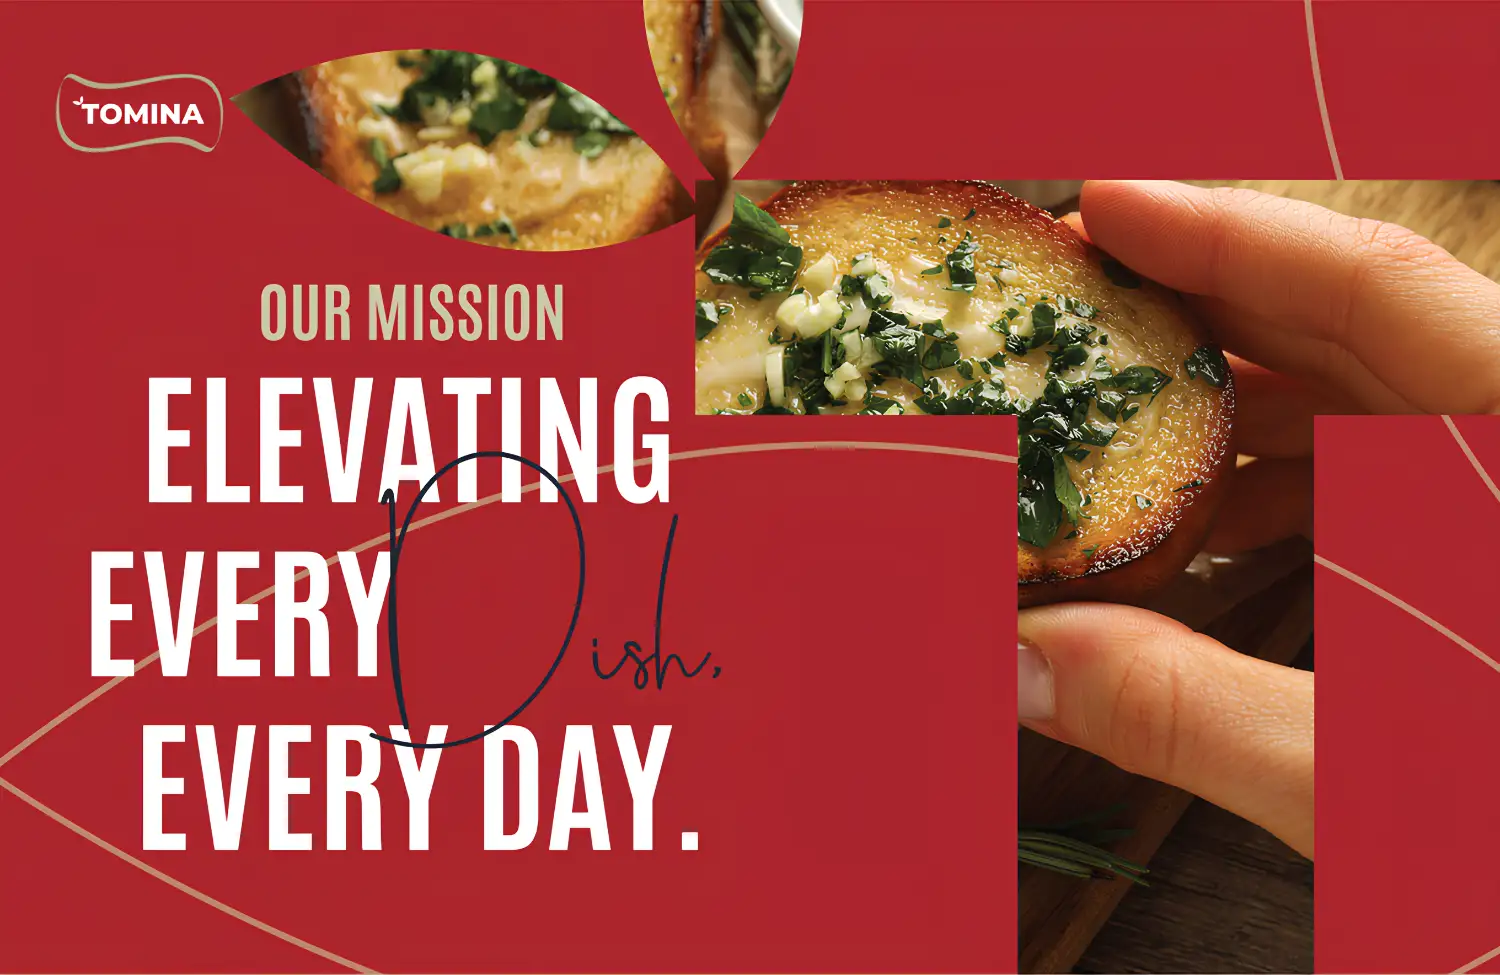 TOMINA
OUR MISSION
ELEVATING
EVERY Dish,
EVERY DAY.